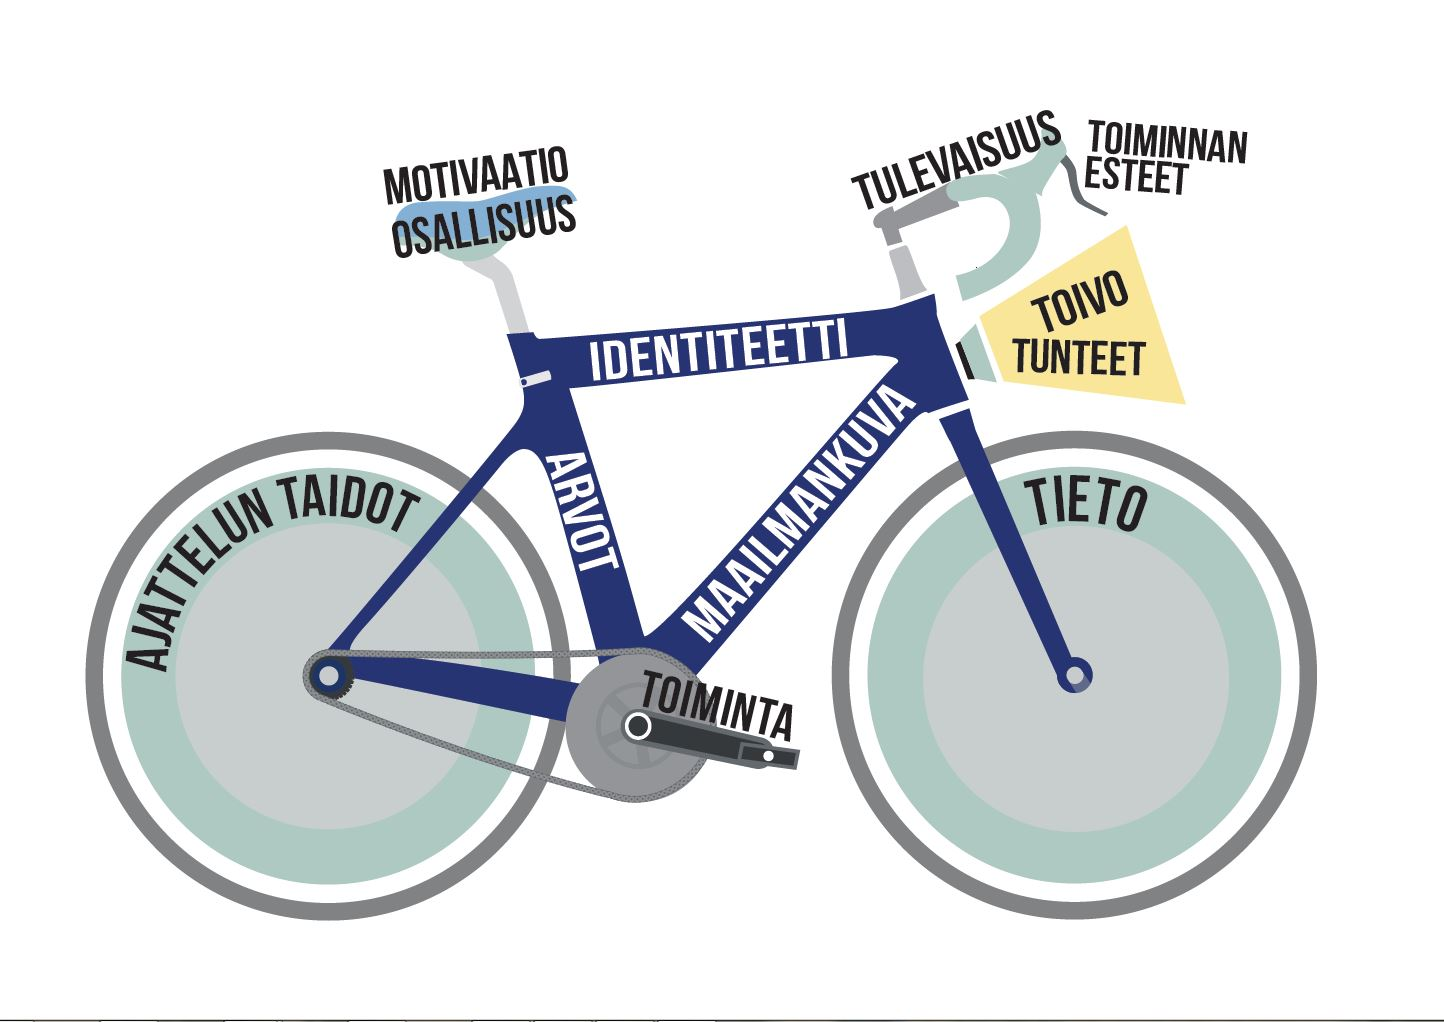 MOTIVAATIO
OSALLISUUS
TULEVAISUUS
TOIMINNAN
ESTEET
TOIVO
TUNTEET
IDENTITEETTI
ARVOT
MAAILMANKUVA
AJATTELUN TAIDOT
TIETO
TOIMINTA